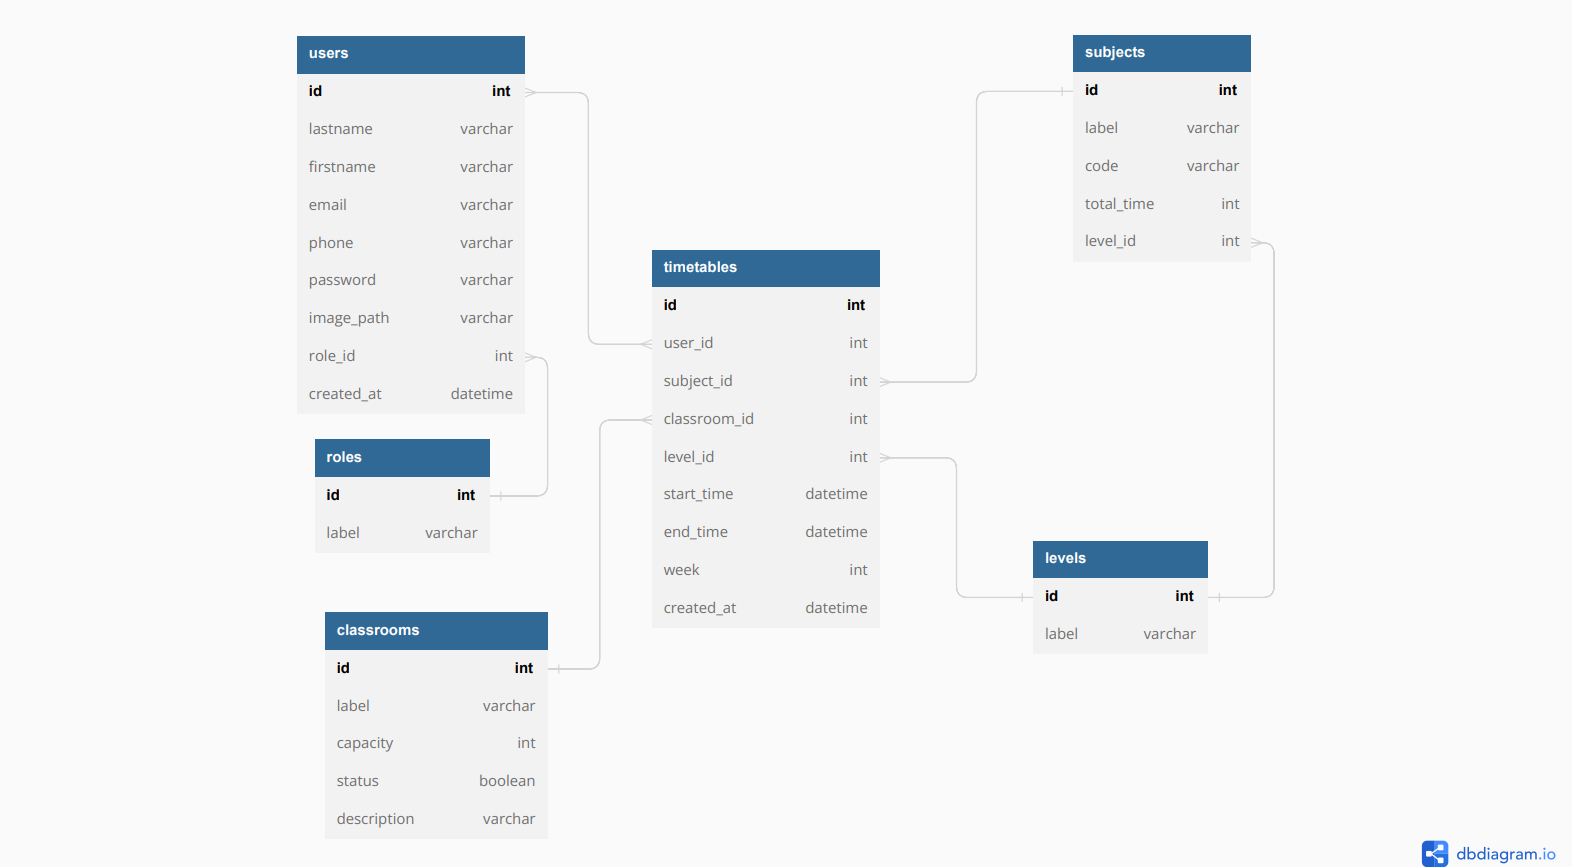 users
id int
lastname varchar
firstname varchar
email varchar
phone varchar
password varchar
image_path varchar
role_id int
created_at datetime
roles
id int
label varchar
classrooms
id int
label varchar
capacity int
status boolean
description varchar
timetables
id int
user_id int
subject_id int
classroom_id int
level_id int
start_time datetime
end_time datetime
week int
created_at datetime
subjects
id int
label varchar
code varchar
total_time int
level_id int
levels
id int
label varchar
dbdiagram.io